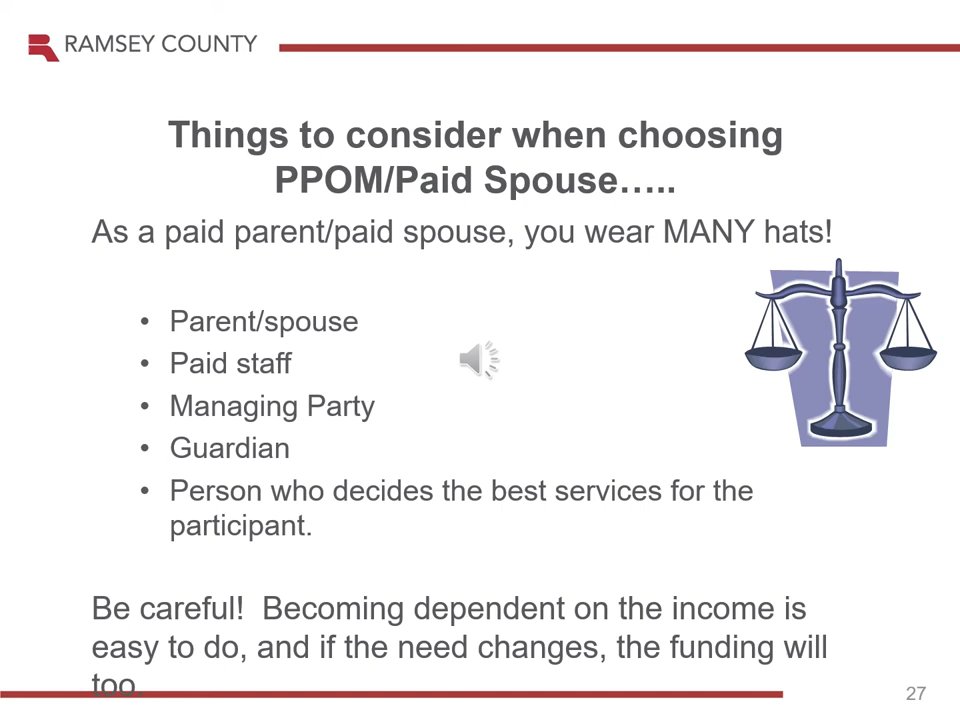 RAMSEY COUNTY
Things to consider when choosing
PPOM/Paid Spouse…..
As a paid parent/paid spouse, you wear MANY hats!
• Parent/spouse
• Paid staff
• Managing Party
• Guardian
• Person who decides the best services for the
participant.
Be careful!  Becoming dependent on the income is
easy to do, and if the need changes, the funding will
too.
27